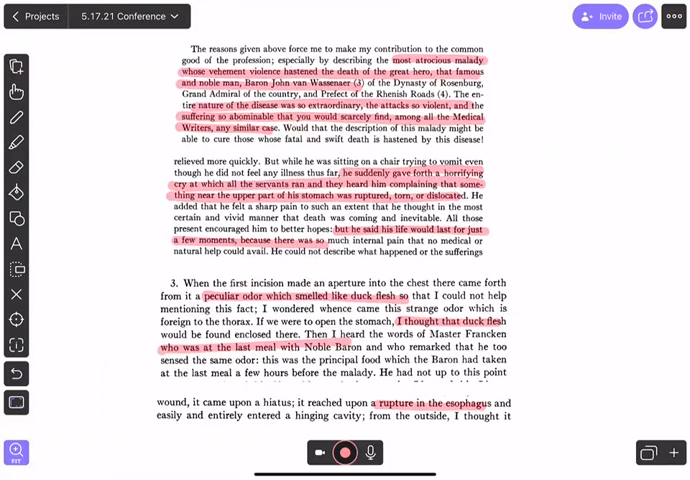 Projects
5.17.21 Conference
Invite
The reasons given above force me to make my contribution to the common
good of the profession; especially by describing the most atrocious malady
whose vehement violence hastened the death of the great hero, that famous
and noble man, Baron John van Wassenaer (3) of the Dynasty of Rosenburg,
Grand Admiral of the country, and Prefect of the Rhenish Roads (4). The en-
tire nature of the disease was so extraordinary, the attacks so violent, and the
suffering so abominable that you would scarcely find, among all the Medical
Writers, any similar case. Would that the description of this malady might be
able to cure those whose fatal and swift death is hastened by this disease!
relieved more quickly. But while he was sitting on a chair trying to vomit even
though he did not feel any illness thus far, he suddenly gave forth a horrifying
cry at which all the servants ran and they heard him complaining that some-
thing near the upper part of his stomach was ruptured, torn, or dislocated. He
added that he felt a sharp pain to such an extent that he thought in the most
certain and vivid manner that death was coming and inevitable. All those
present encouraged him to better hopes: but he said his life would last for just
a few moments, because there was so much internal pain that no medical or
natural help could avail. He could not describe what happened or the sufferings
3. When the first incision made an aperture into the chest there came forth
from it a peculiar odor which smelled like duck flesh so that I could not help
mentioning this fact; I wondered whence came this strange odor which is
foreign to the thorax. If we were to open the stomach, I thought that duck flesh
would be found enclosed there. Then I heard the words of Master Francken
who was at the last meal with Noble Baron and who remarked that he too
sensed the same odor: this was the principal food which the Baron had taken
at the last meal a few hours before the malady. He had not up to this point
wound, it came upon a hiatus; it reached upon a rupture in the esophagus and
easily and entirely entered a hinging cavity; from the outside, I thought it
A
FIT